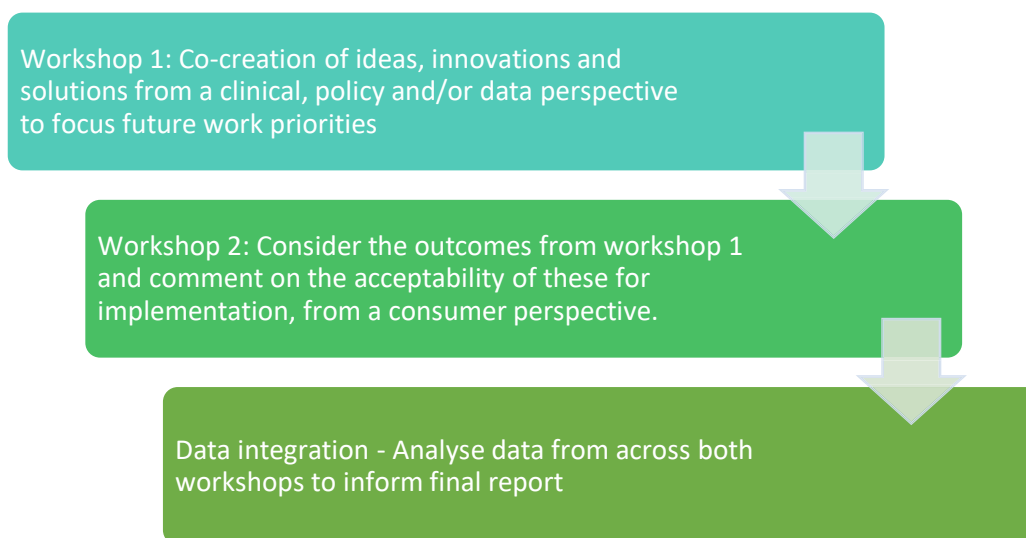 Workshop 1: Co-creation of ideas, innovations and
solutions from a clinical, policy and/or data perspective
to focus future work priorities
Workshop 2: Consider the outcomes from workshop 1
and comment on the acceptability of these for
implementation, from a consumer perspective.
Data integration - Analyse data from across both
workshops to inform final report